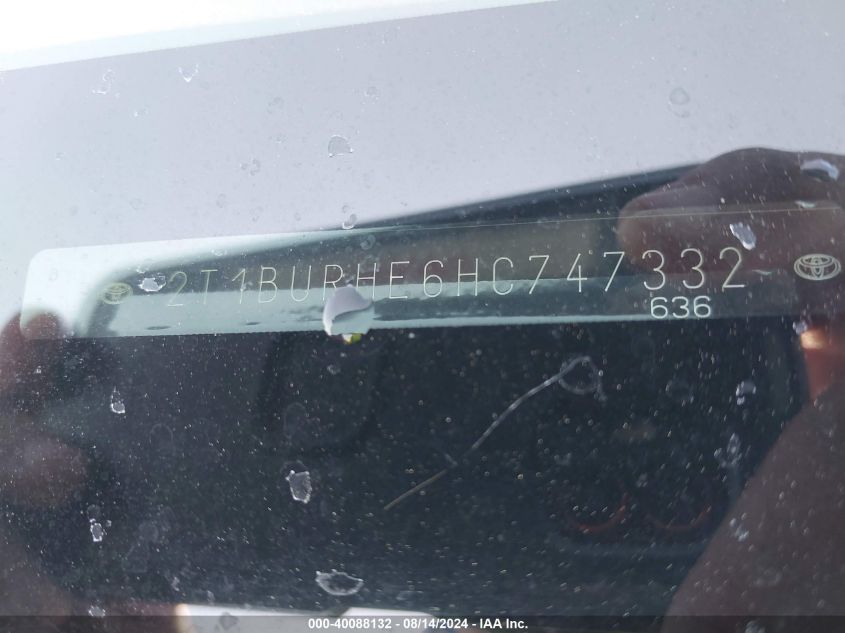 2T1BURHE6HC747332
636
000-40088132 - 08/14/2024 - IAA Inc.